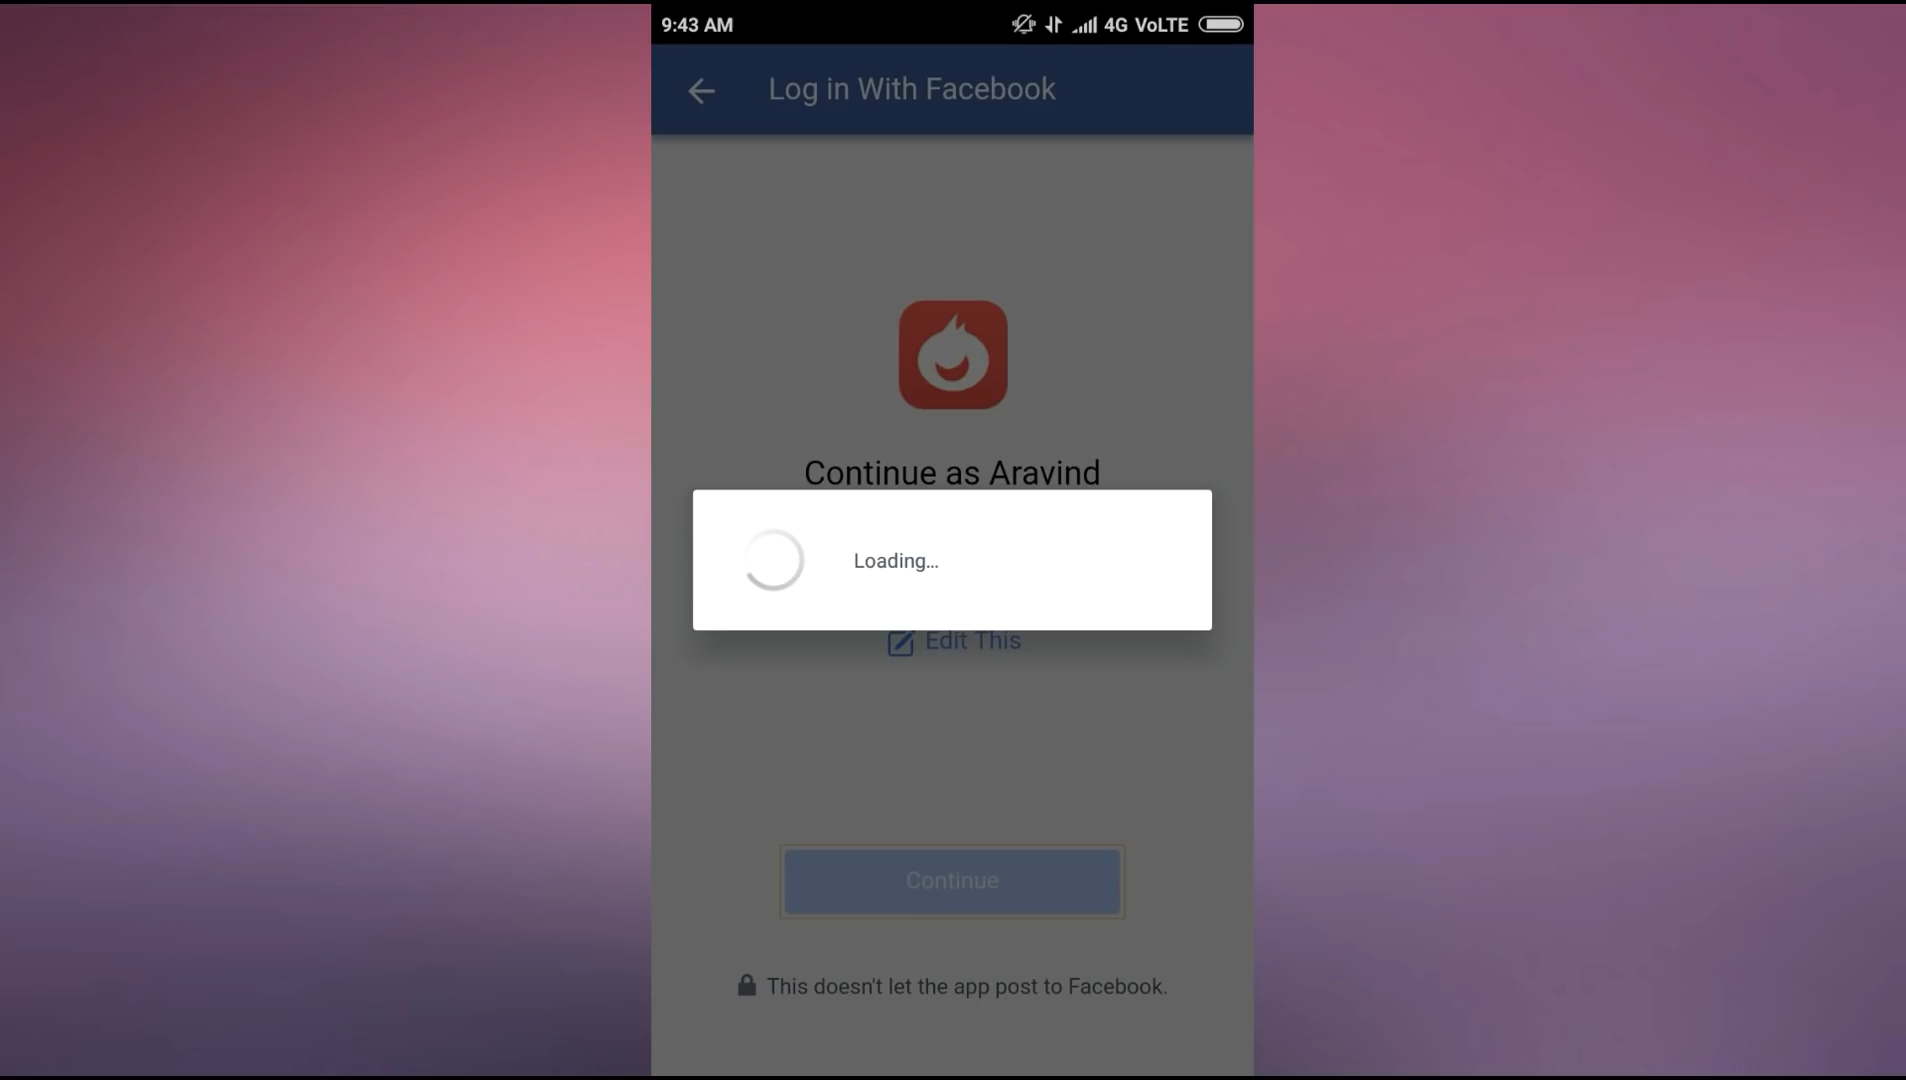 9:43 AM 4G VoLTE
Log in With Facebook
Continue as Aravind
Loading...
Edit This
Continue
This doesn't let the app post to Facebook.